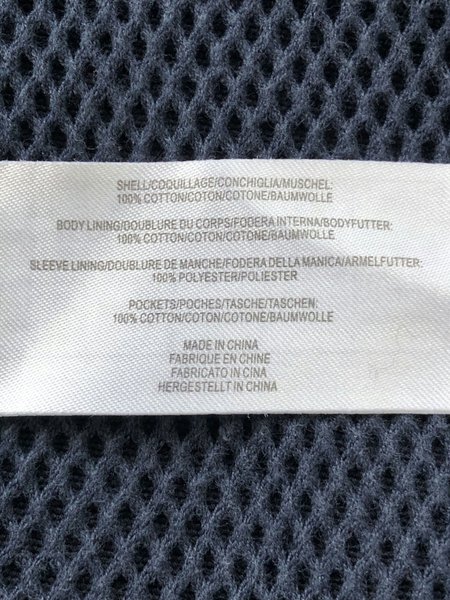 SHELL/COQUILLAGE/CONCHIGLIA/MUSCHEL:
100% COTTON/COTON/COTONE/BAUMWOLLE
BODY LINING/DOUBLURE DU CORPS/FODERA INTERNA/BODYFUTTER:
100% COTTON/COTON/COTONE/BAUMWOLLE
SLEEVE LINING/DOUBLURE DE MANCHE/FODERA DELLA MANICA/ARMELFUTTER:
100% POLYESTER/POLIESTER
POCKETS/POCHES/TASCHE/TASCHEN:
100% COTTON/COTON/COTONE/BAUMWOLLE
MADE IN CHINA
FABRIQUE EN CHINE
FABRICATO IN CINA
HERGESTELLT IN CHINA